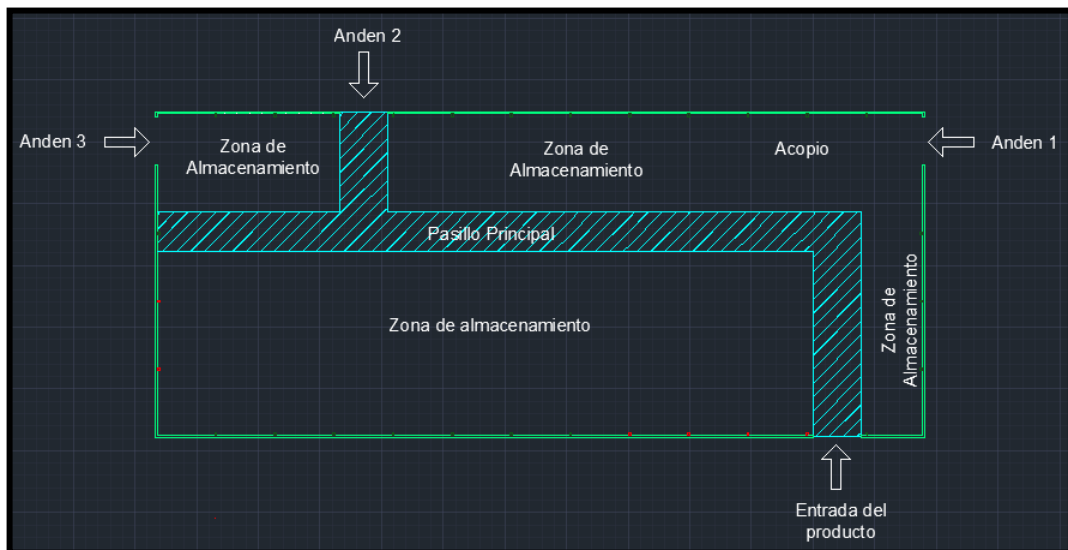 Anden 2
Anden 3
Zona de
Almacenamiento
Zona de
Almacenamiento
Acopio
Anden 1
Pasillo Principal
Zona de almacenamiento
Zona de
Almacenamiento
Entrada del
producto